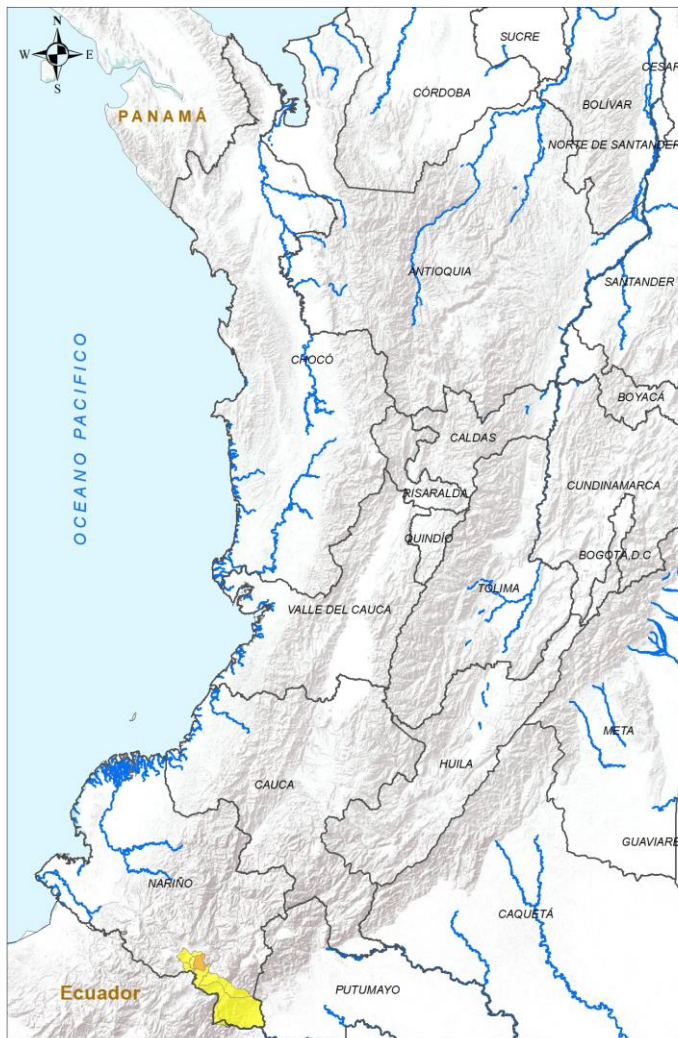 N
W E
S
SUCRE
CESAR
CÓRDOBA
BOLÍVAR
PANAMÁ
NORTE DE SANTANDER
ANTIOQUIA
SANTANDER
CHOCÓ
OCEANO PACIFICO
BOYACÁ
CALDAS
CUNDINAMARCA
RISARALDA
QUINDÍO
BOGOTÁ,D.C
TOLIMA
VALLE DEL CAUCA
META
HUILA
CAUCA
GUAVIARE
NARIÑO
CAQUETÁ
Ecuador
PUTUMAYO